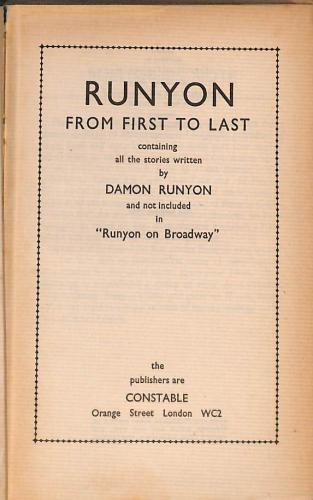 RUNYON
FROM FIRST TO LAST
containing
all the stories written
by
DAMON RUNYON
and not included
in
"Runyon on Broadway"
the
publishers are
CONSTABLE
Orange Street London WC2